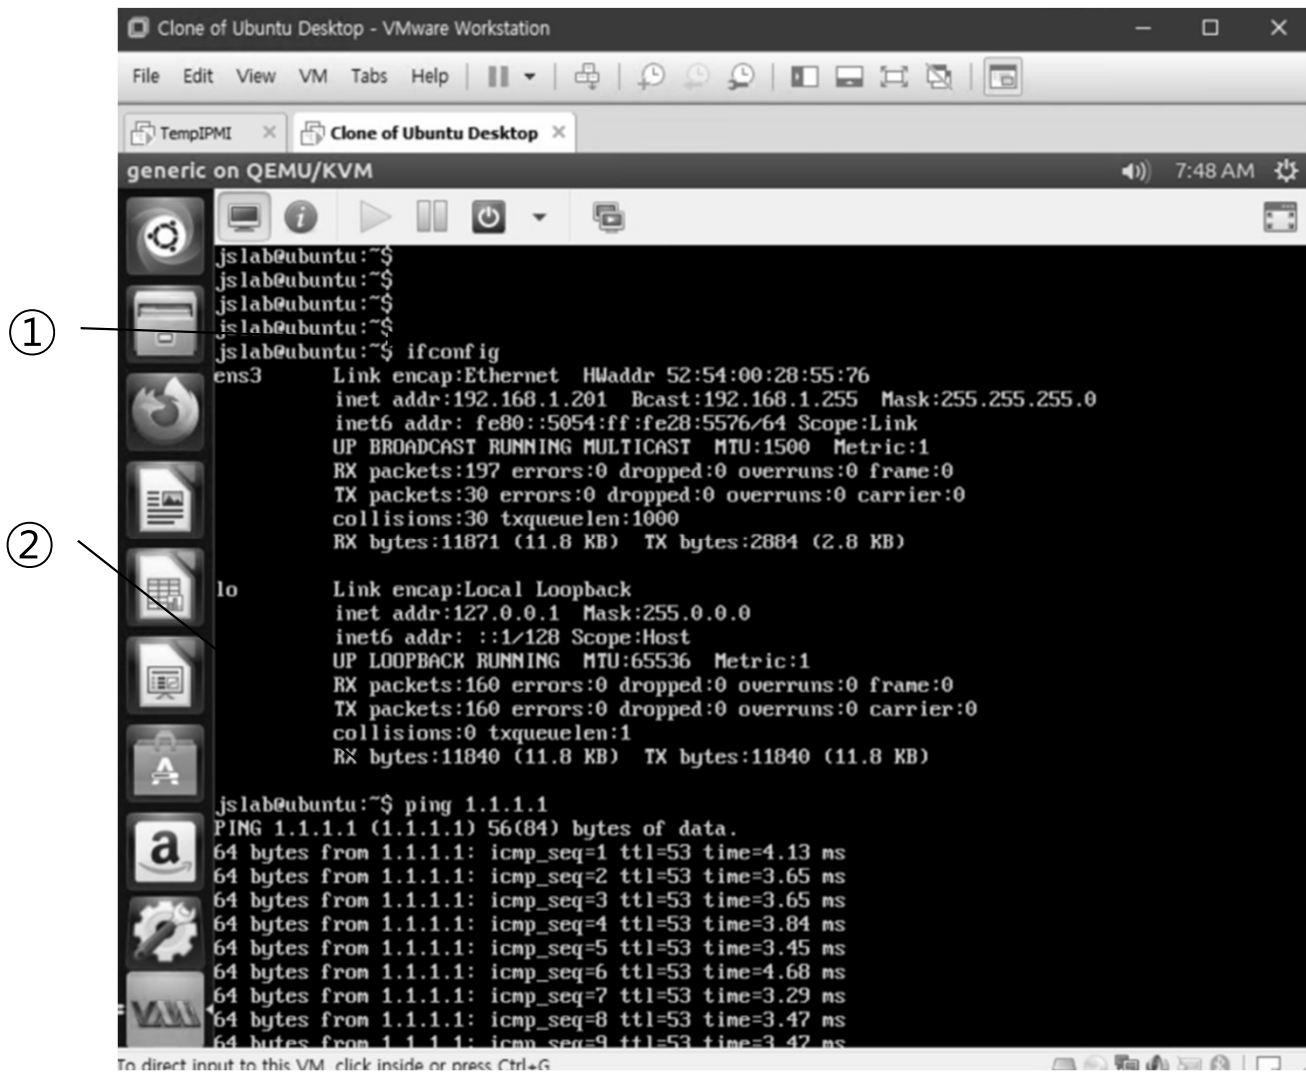 Clone of Ubuntu Desktop - VMware Workstation
File Edit View VM Tabs Help
TempIPMI
Clone of Ubuntu Desktop
generic on QEMU/KVM 7:48 AM
jslab@ubuntu:~$
jslab@ubuntu:~$
jslab@ubuntu:~$
① jslab@ubuntu:~$
jslab@ubuntu:~$ ifconfig
ens3 Link encap:Ethernet HWaddr 52:54:00:28:55:76
inet addr:192.168.1.201 Bcast:192.168.1.255 Mask:255.255.255.0
inet6 addr: fe80::5054:ff:fe28:5576/64 Scope:Link
UP BROADCAST RUNNING MULTICAST MTU:1500 Metric:1
RX packets:197 errors:0 dropped:0 overruns:0 frame:0
TX packets:30 errors:0 dropped:0 overruns:0 carrier:0
collisions:30 txqueuelen:1000
RX bytes:11871 (11.8 KB) TX bytes:2884 (2.8 KB)
②
lo Link encap:Local Loopback
inet addr:127.0.0.1 Mask:255.0.0.0
inet6 addr: ::1/128 Scope:Host
UP LOOPBACK RUNNING MTU:65536 Metric:1
RX packets:160 errors:0 dropped:0 overruns:0 frame:0
TX packets:160 errors:0 dropped:0 overruns:0 carrier:0
collisions:0 txqueuelen:1
RX bytes:11840 (11.8 KB) TX bytes:11840 (11.8 KB)
jslab@ubuntu:~$ ping 1.1.1.1
PING 1.1.1.1 (1.1.1.1) 56(84) bytes of data.
64 bytes from 1.1.1.1: icmp_seq=1 ttl=53 time=4.13 ms
64 bytes from 1.1.1.1: icmp_seq=2 ttl=53 time=3.65 ms
64 bytes from 1.1.1.1: icmp_seq=3 ttl=53 time=3.65 ms
64 bytes from 1.1.1.1: icmp_seq=4 ttl=53 time=3.84 ms
64 bytes from 1.1.1.1: icmp_seq=5 ttl=53 time=3.45 ms
64 bytes from 1.1.1.1: icmp_seq=6 ttl=53 time=4.68 ms
64 bytes from 1.1.1.1: icmp_seq=7 ttl=53 time=3.29 ms
64 bytes from 1.1.1.1: icmp_seq=8 ttl=53 time=3.47 ms
64 bytes from 1.1.1.1: icmp_seq=9 ttl=53 time=3.47 ms
To direct input to this VM, click inside or press Ctrl+G.